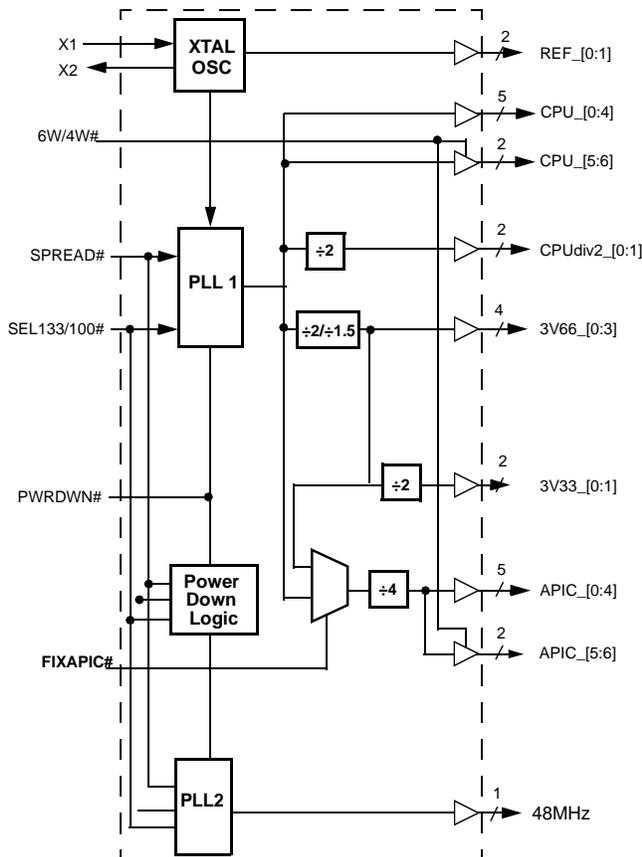 X1
X2
XTAL
OSC
2
REF_[0:1]
5
CPU_[0:4]
6W/4W#
2
CPU_[5:6]
SPREAD#
PLL 1
÷2
2
CPUdiv2_[0:1]
SEL133/100#
÷2/÷1.5
4
3V66_[0:3]
PWRDWN#
÷2
2
3V33_[0:1]
Power
Down
Logic
÷4
5
APIC_[0:4]
FIXAPIC#
2
APIC_[5:6]
PLL2
1
48MHz